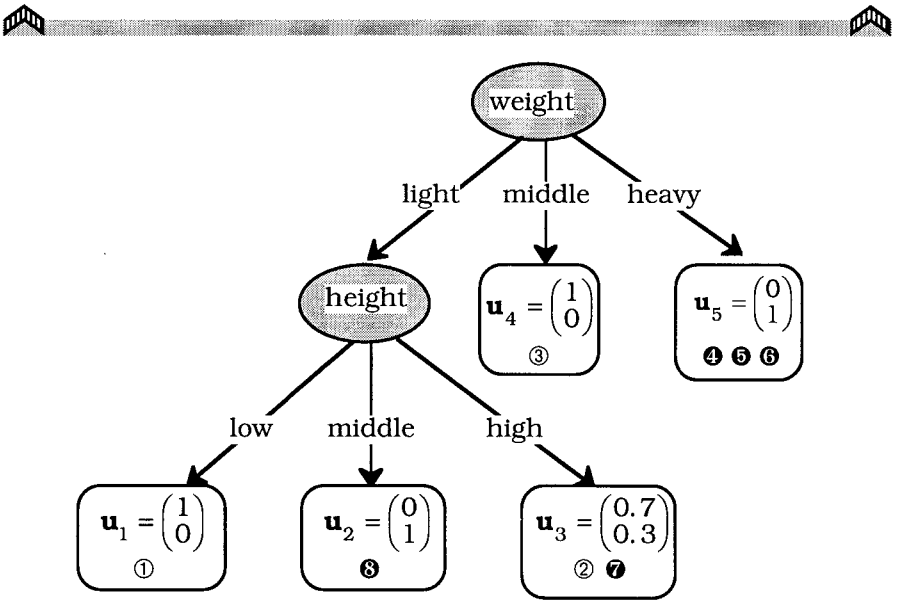 weight
light middle heavy
height
u₄ = (1 0)
③
u₅ = (0 1)
❹ ❺ ❻
low middle high
u₁ = (1 0)
①
u₂ = (0 1)
❽
u₃ = (0.7 0.3)
② ❼